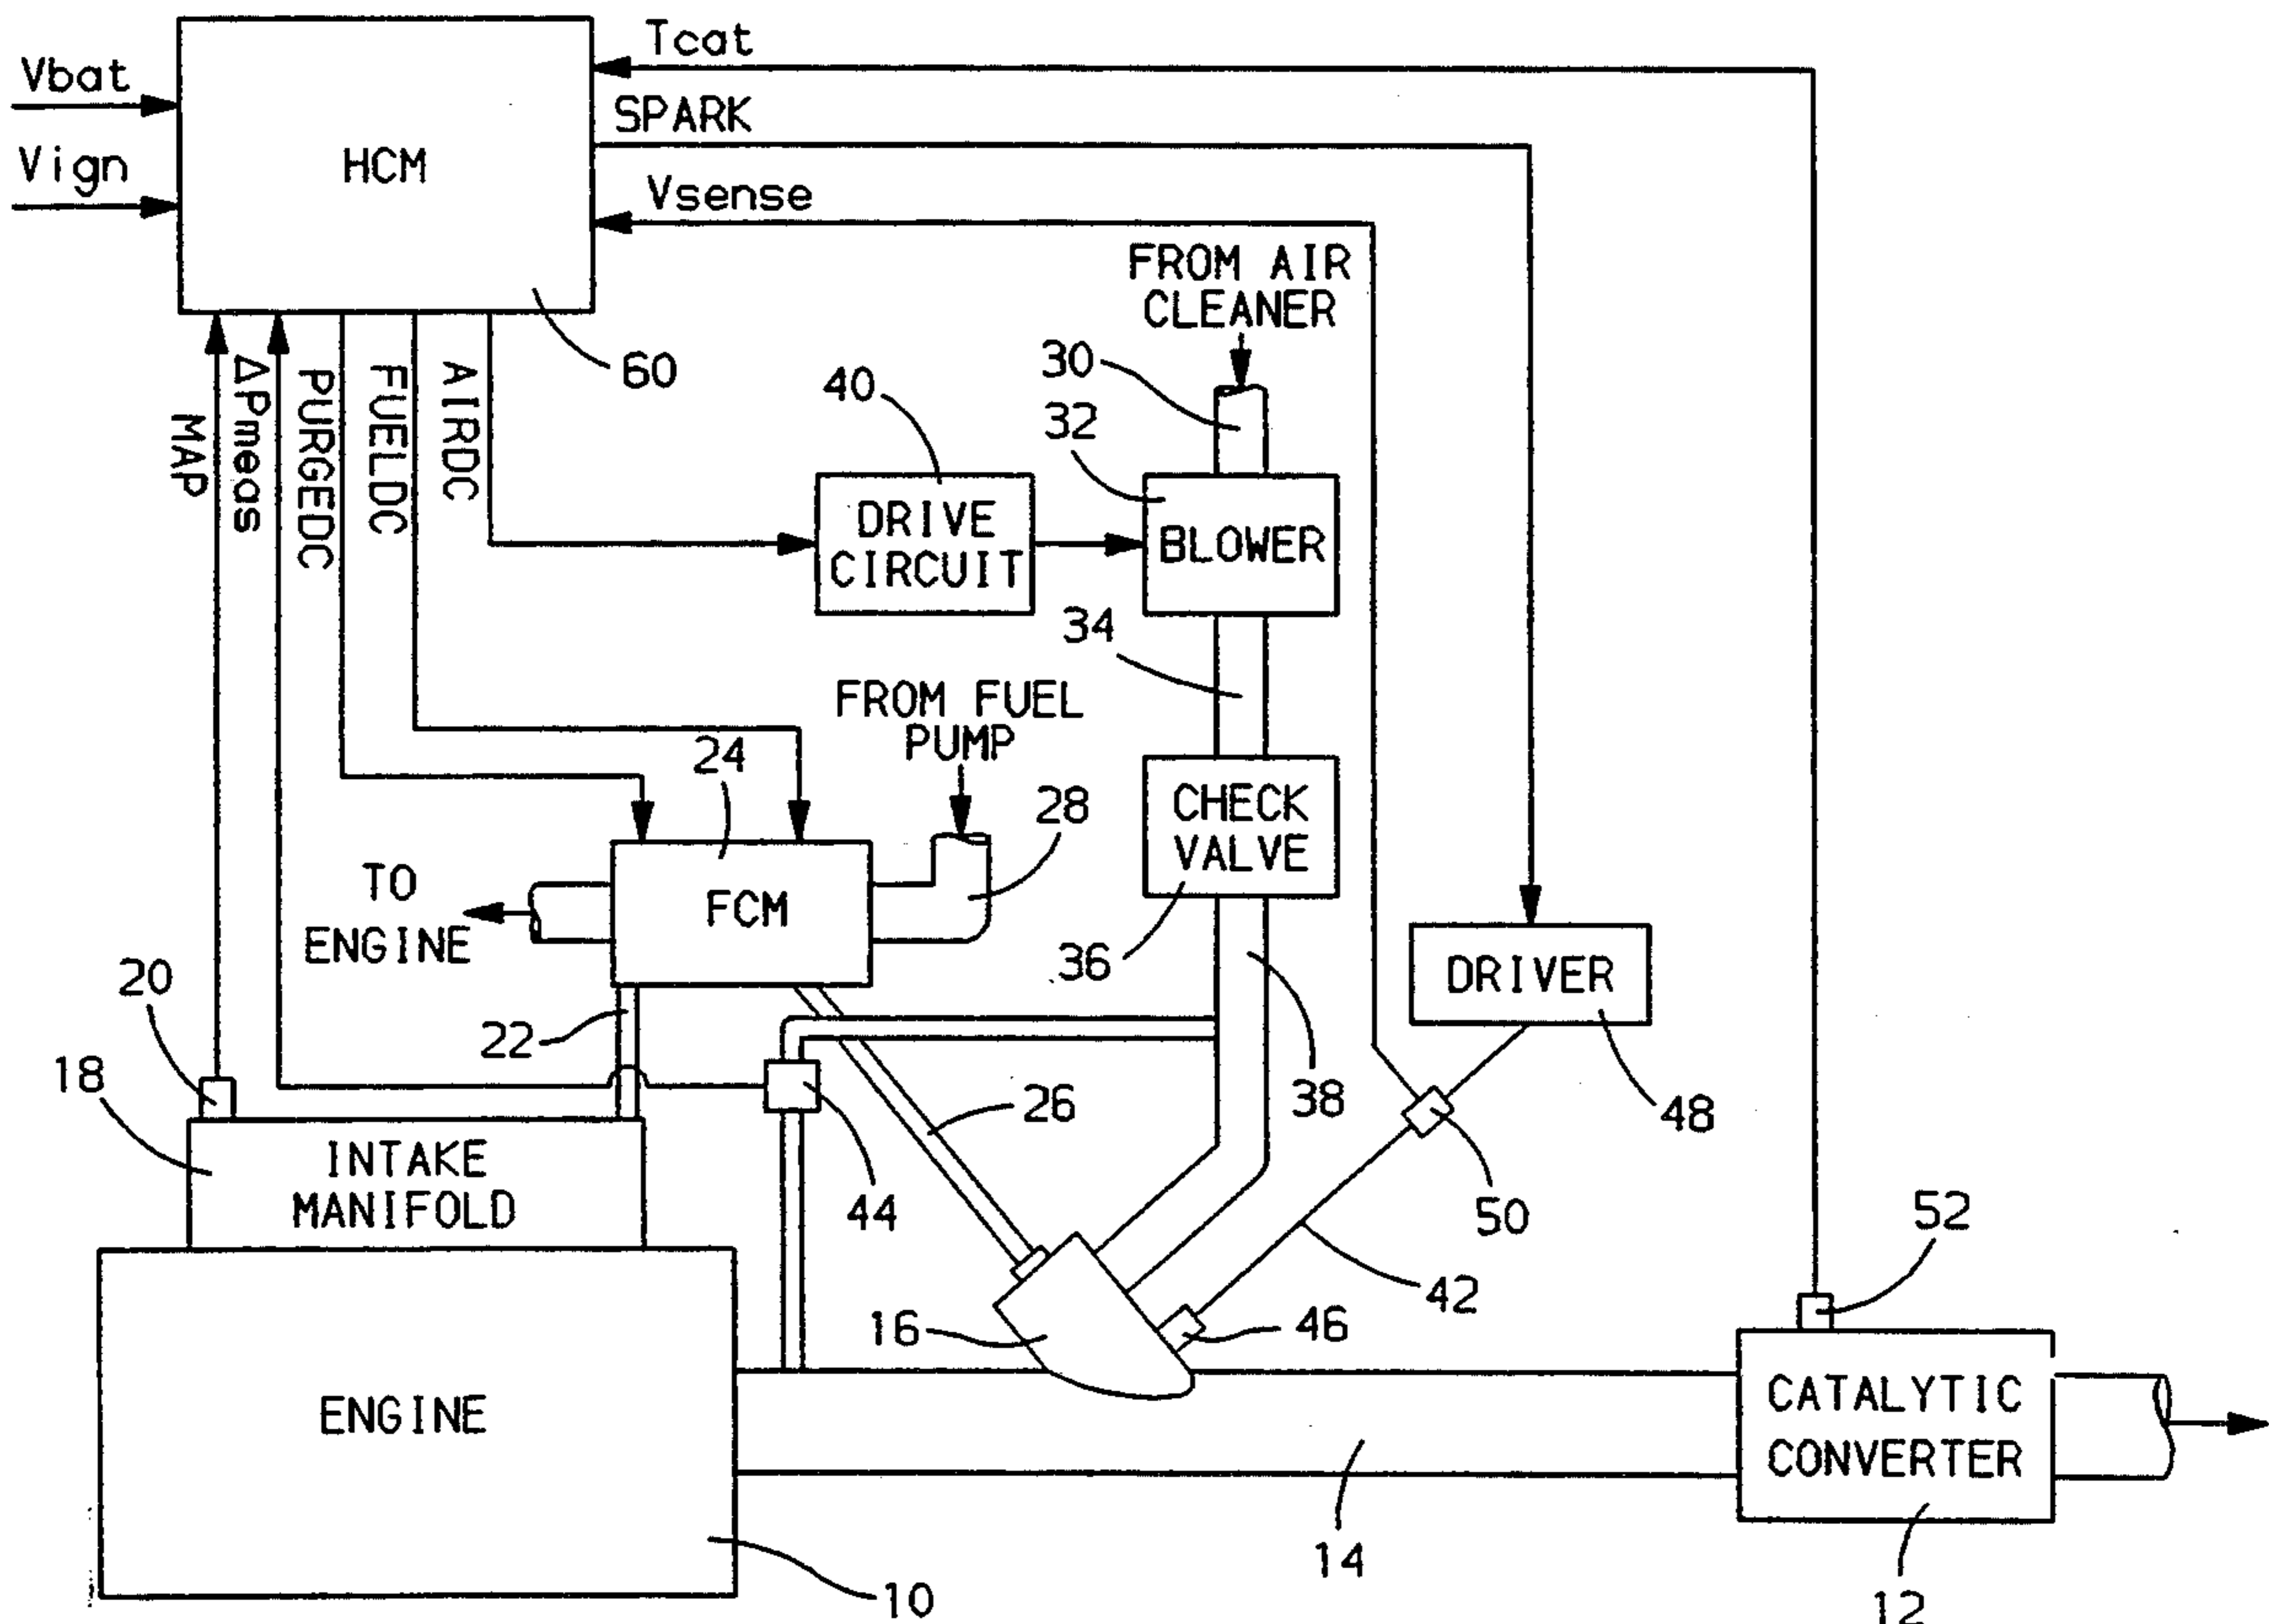 Tcat
Vbat
SPARK
Vign
HCM
Vsense
FROM AIR
CLEANER
60
30
40
32
MAP
ΔPmeas
PURGEDC
FUELDC
AIRDC
DRIVE
CIRCUIT
BLOWER
34
FROM FUEL
PUMP
24
28
CHECK
VALVE
TO
ENGINE
FCM
36
DRIVER
20
22
18
26
38
48
INTAKE
MANIFOLD
44
50
52
42
16
46
ENGINE
CATALYTIC
CONVERTER
14
10
12